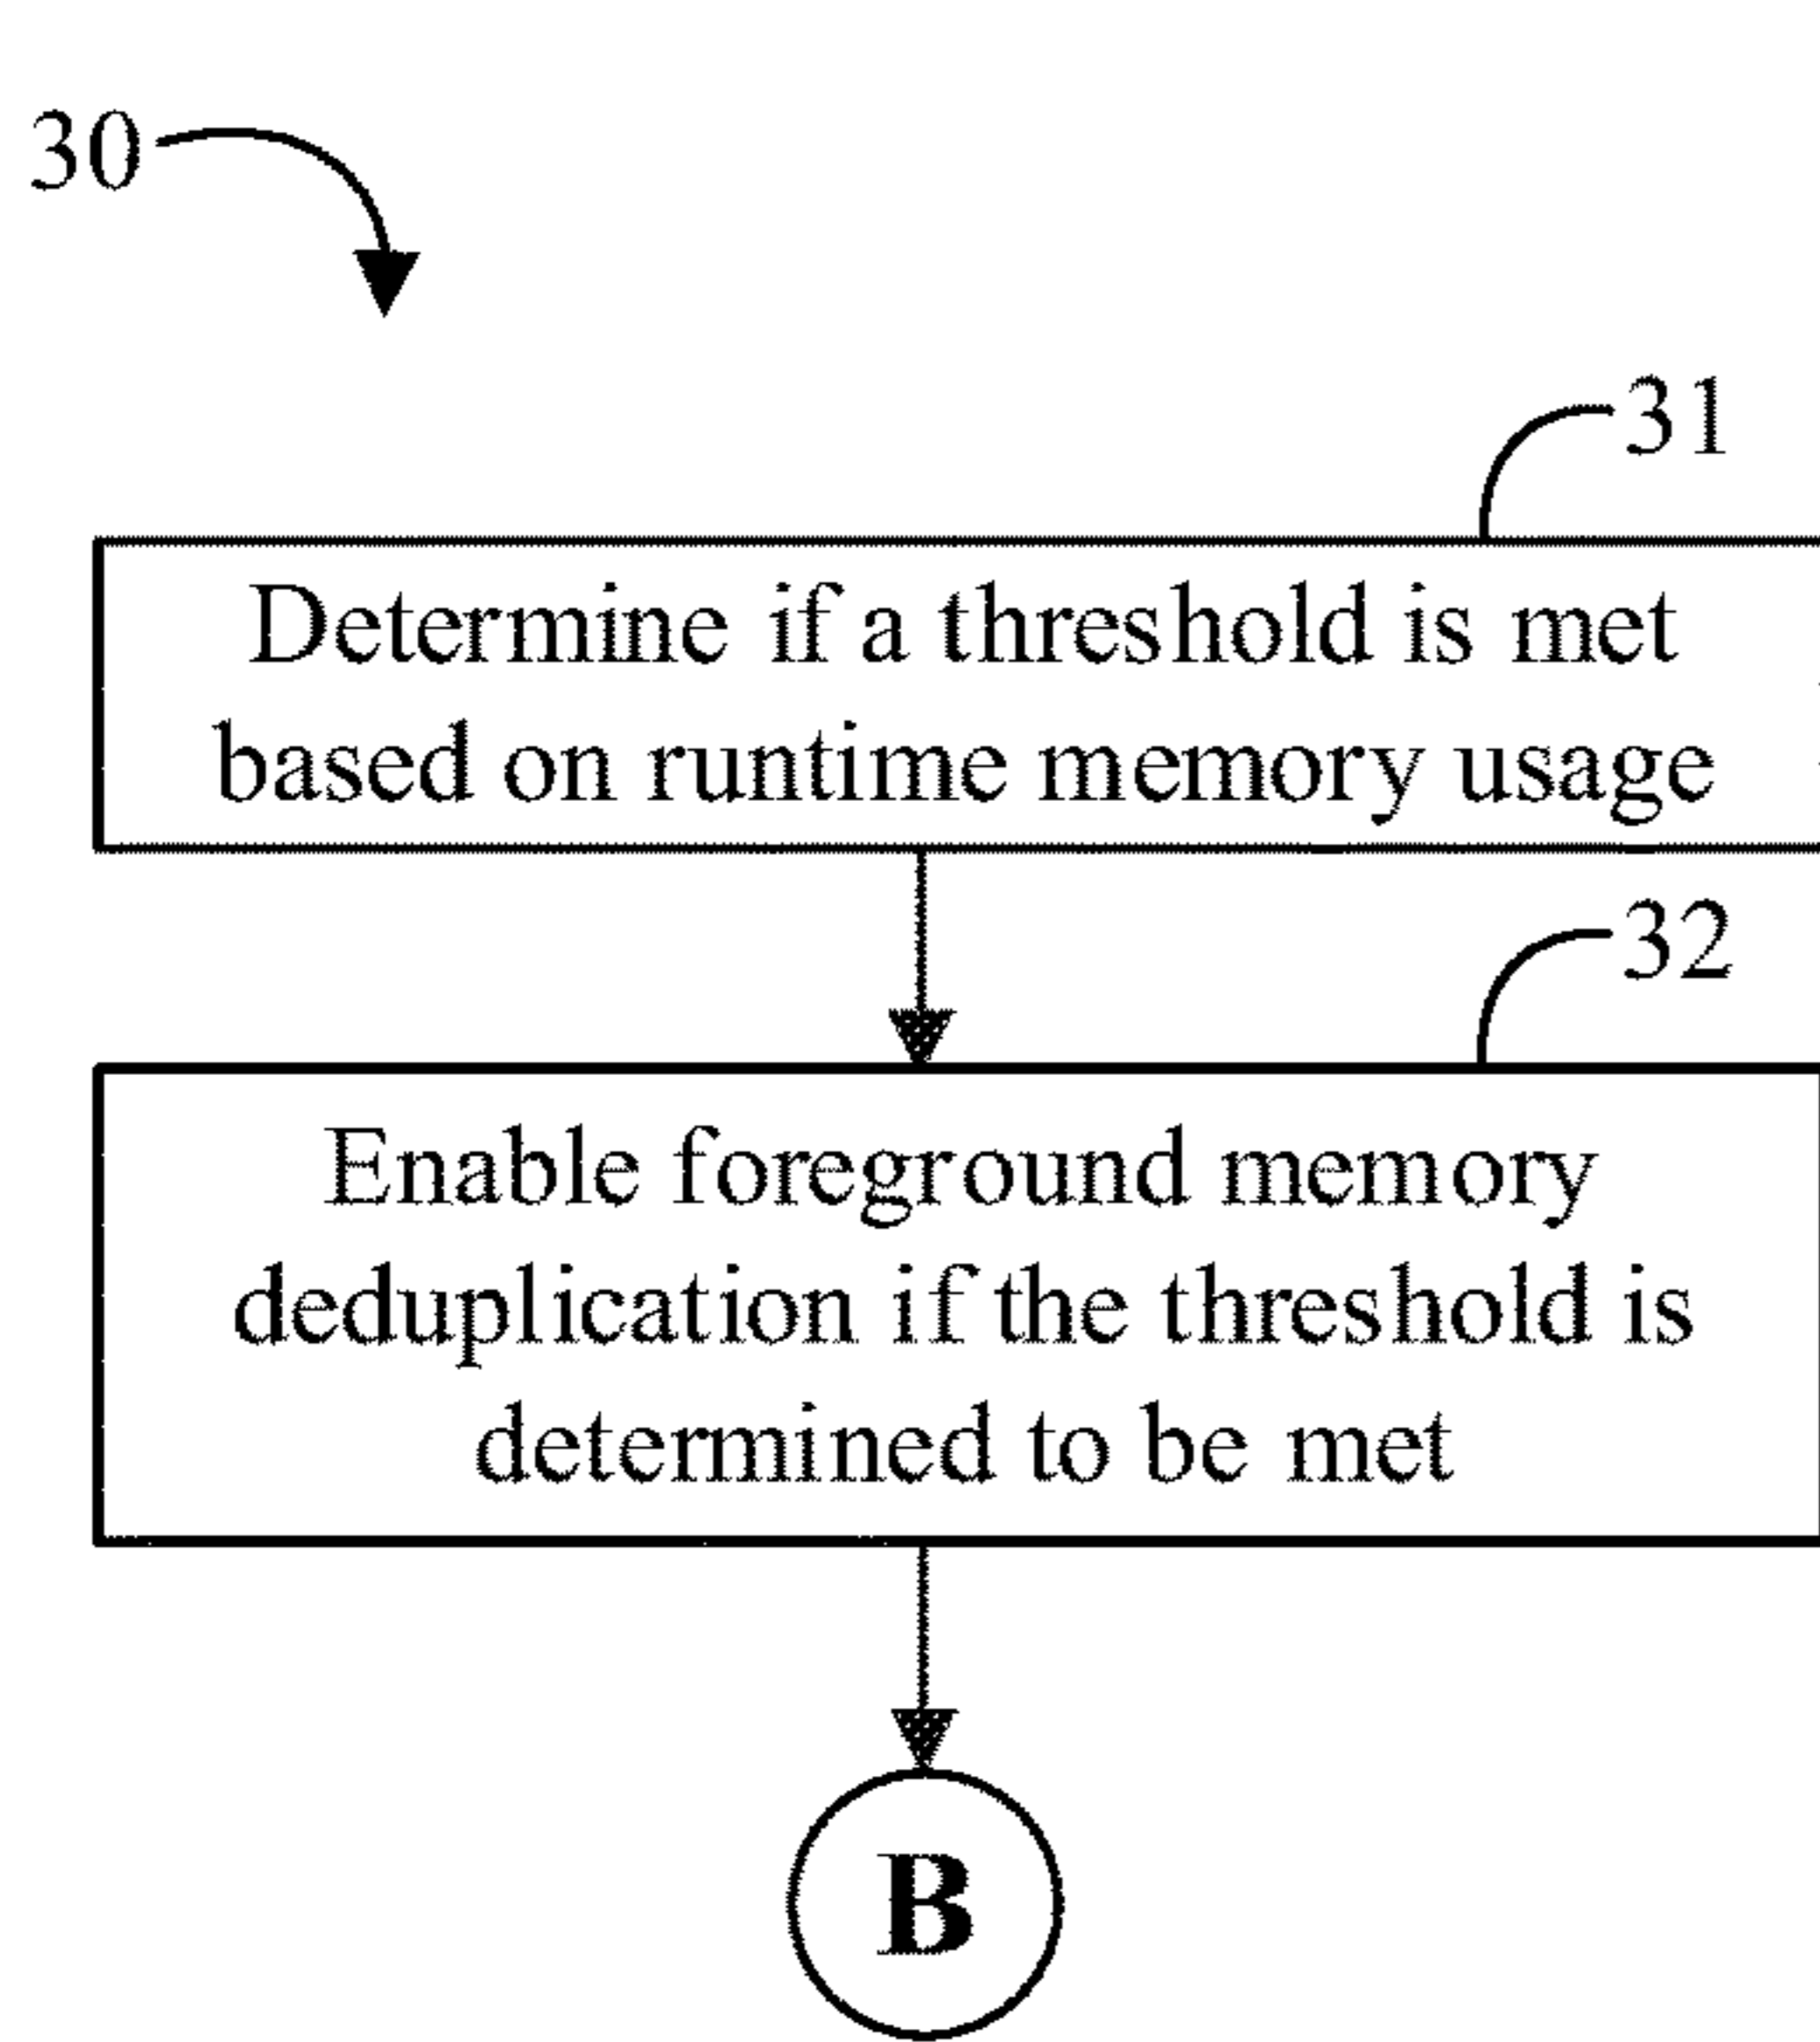 30
31
Determine if a threshold is met
based on runtime memory usage
32
Enable foreground memory
deduplication if the threshold is
determined to be met
B